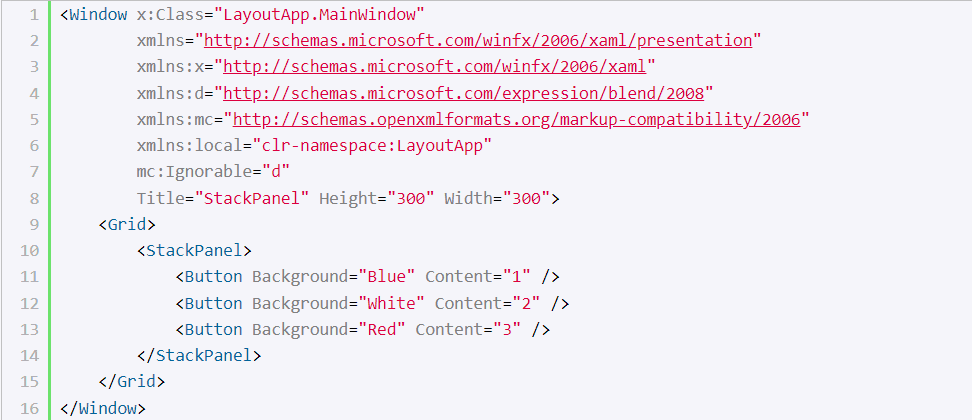 1 <Window x:Class="LayoutApp.MainWindow"
2         xmlns="http://schemas.microsoft.com/winfx/2006/xaml/presentation"
3         xmlns:x="http://schemas.microsoft.com/winfx/2006/xaml"
4         xmlns:d="http://schemas.microsoft.com/expression/blend/2008"
5         xmlns:mc="http://schemas.openxmlformats.org/markup-compatibility/2006"
6         xmlns:local="clr-namespace:LayoutApp"
7         mc:Ignorable="d"
8         Title="StackPanel" Height="300" Width="300">
9     <Grid>
10         <StackPanel>
11             <Button Background="Blue" Content="1" />
12             <Button Background="White" Content="2" />
13             <Button Background="Red" Content="3" />
14         </StackPanel>
15     </Grid>
16 </Window>